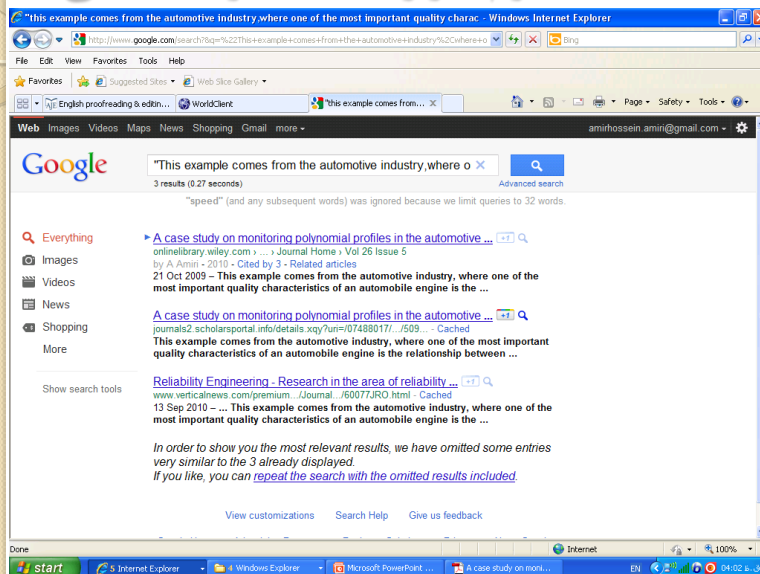 "This example comes from the automotive industry,where one of the most important quality charac - Windows Internet Explorer
http://www.google.com/search?8q=%22This+example+comes+from+the+automotive+industry%2Cwhere+o
Bing
File Edit View Favorites Tools Help
Favorites Suggested Sites Web Slice Gallery
English proofreading & editin... WorldClient "this example comes from... X Page Safety Tools
Web Images Videos Maps News Shopping Gmail more amirhossein.amiri@gmail.com
Google "This example comes from the automotive industry,where o ×
3 results (0.27 seconds) Advanced search
"speed" (and any subsequent words) was ignored because we limit queries to 32 words.
Everything
Images
Videos
News
Shopping
More
Show search tools
A case study on monitoring polynomial profiles in the automotive ... +1
onlinelibrary.wiley.com › ... › Journal Home › Vol 26 Issue 5
by A Amiri - 2010 - Cited by 3 - Related articles
21 Oct 2009 – This example comes from the automotive industry, where one of the
most important quality characteristics of an automobile engine is the ...
A case study on monitoring polynomial profiles in the automotive ... +1
journals2.scholarsportal.info/details.xqy?uri=/07488017/.../509... - Cached
This example comes from the automotive industry, where one of the most important
quality characteristics of an automobile engine is the relationship between ...
Reliability Engineering - Research in the area of reliability ... +1
www.verticalnews.com/premium.../Journal.../60077JRO.html - Cached
13 Sep 2010 – ... This example comes from the automotive industry, where one of the
most important quality characteristics of an automobile engine is the ...
In order to show you the most relevant results, we have omitted some entries
very similar to the 3 already displayed.
If you like, you can repeat the search with the omitted results included.
View customizations Search Help Give us feedback
Done Internet 100%
start 5 Internet Explorer 4 Windows Explorer Microsoft PowerPoint ... A case study on moni... EN 04:02